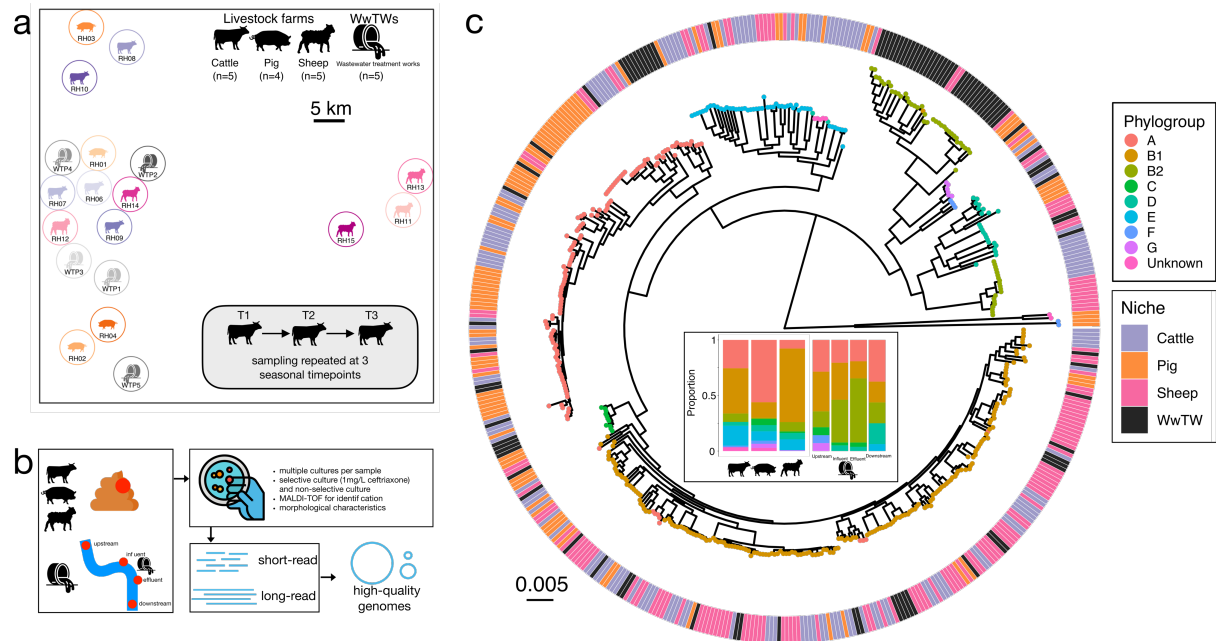 a
Livestock farms
WwTWs
Cattle
(n=5)
Pig
(n=4)
Sheep
(n=5)
Wastewater treatment works
(n=5)
5 km
RH03
RH08
RH10
WTP4
RH01
WTP2
RH07
RH06
RH14
RH12
RH09
WTP3
WTP1
RH13
RH11
RH15
RH04
RH02
WTP5
T1
T2
T3
sampling repeated at 3
seasonal timepoints
b
upstream
inf uent
effluent
downstream
• multiple cultures per sample
• selective culture (1mg/L ceftriaxone)
and non-selective culture
• MALDI-TOF for identif cation
• morphological characteristics
short-read
long-read
high-quality
genomes
c
0.005
Proportion
1
0.5
0
Upstream
Influent
Effluent
Downstream
Phylogroup
A
B1
B2
C
D
E
F
G
Unknown
Niche
Cattle
Pig
Sheep
WwTW